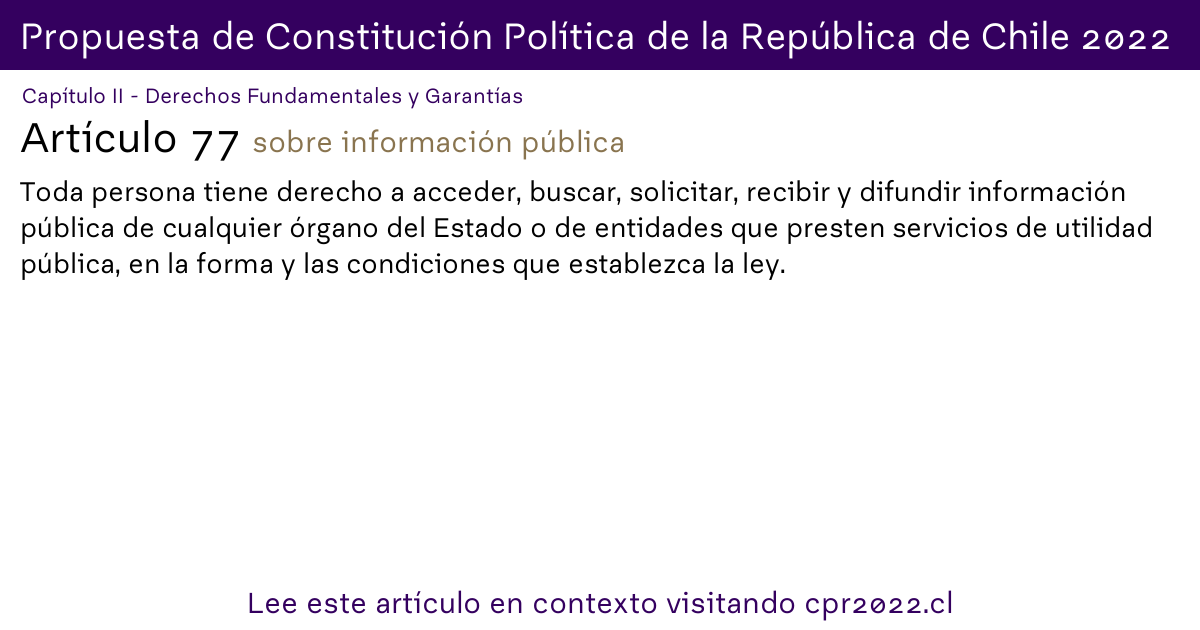 Propuesta de Constitución Política de la República de Chile 2022
Capítulo II - Derechos Fundamentales y Garantías
Artículo 77 sobre información pública
Toda persona tiene derecho a acceder, buscar, solicitar, recibir y difundir información
pública de cualquier órgano del Estado o de entidades que presten servicios de utilidad
pública, en la forma y las condiciones que establezca la ley.
Lee este artículo en contexto visitando cpr2022.cl